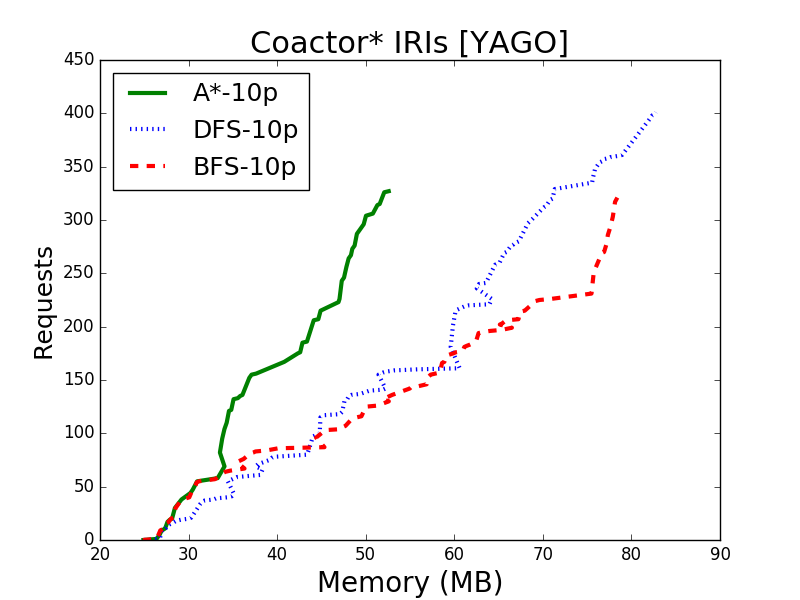 Coactor* IRIs [YAGO]
450
400
350
300
250
200
150
100
50
0
Requests
A*-10p
DFS-10p
BFS-10p
20 30 40 50 60 70 80 90
Memory (MB)